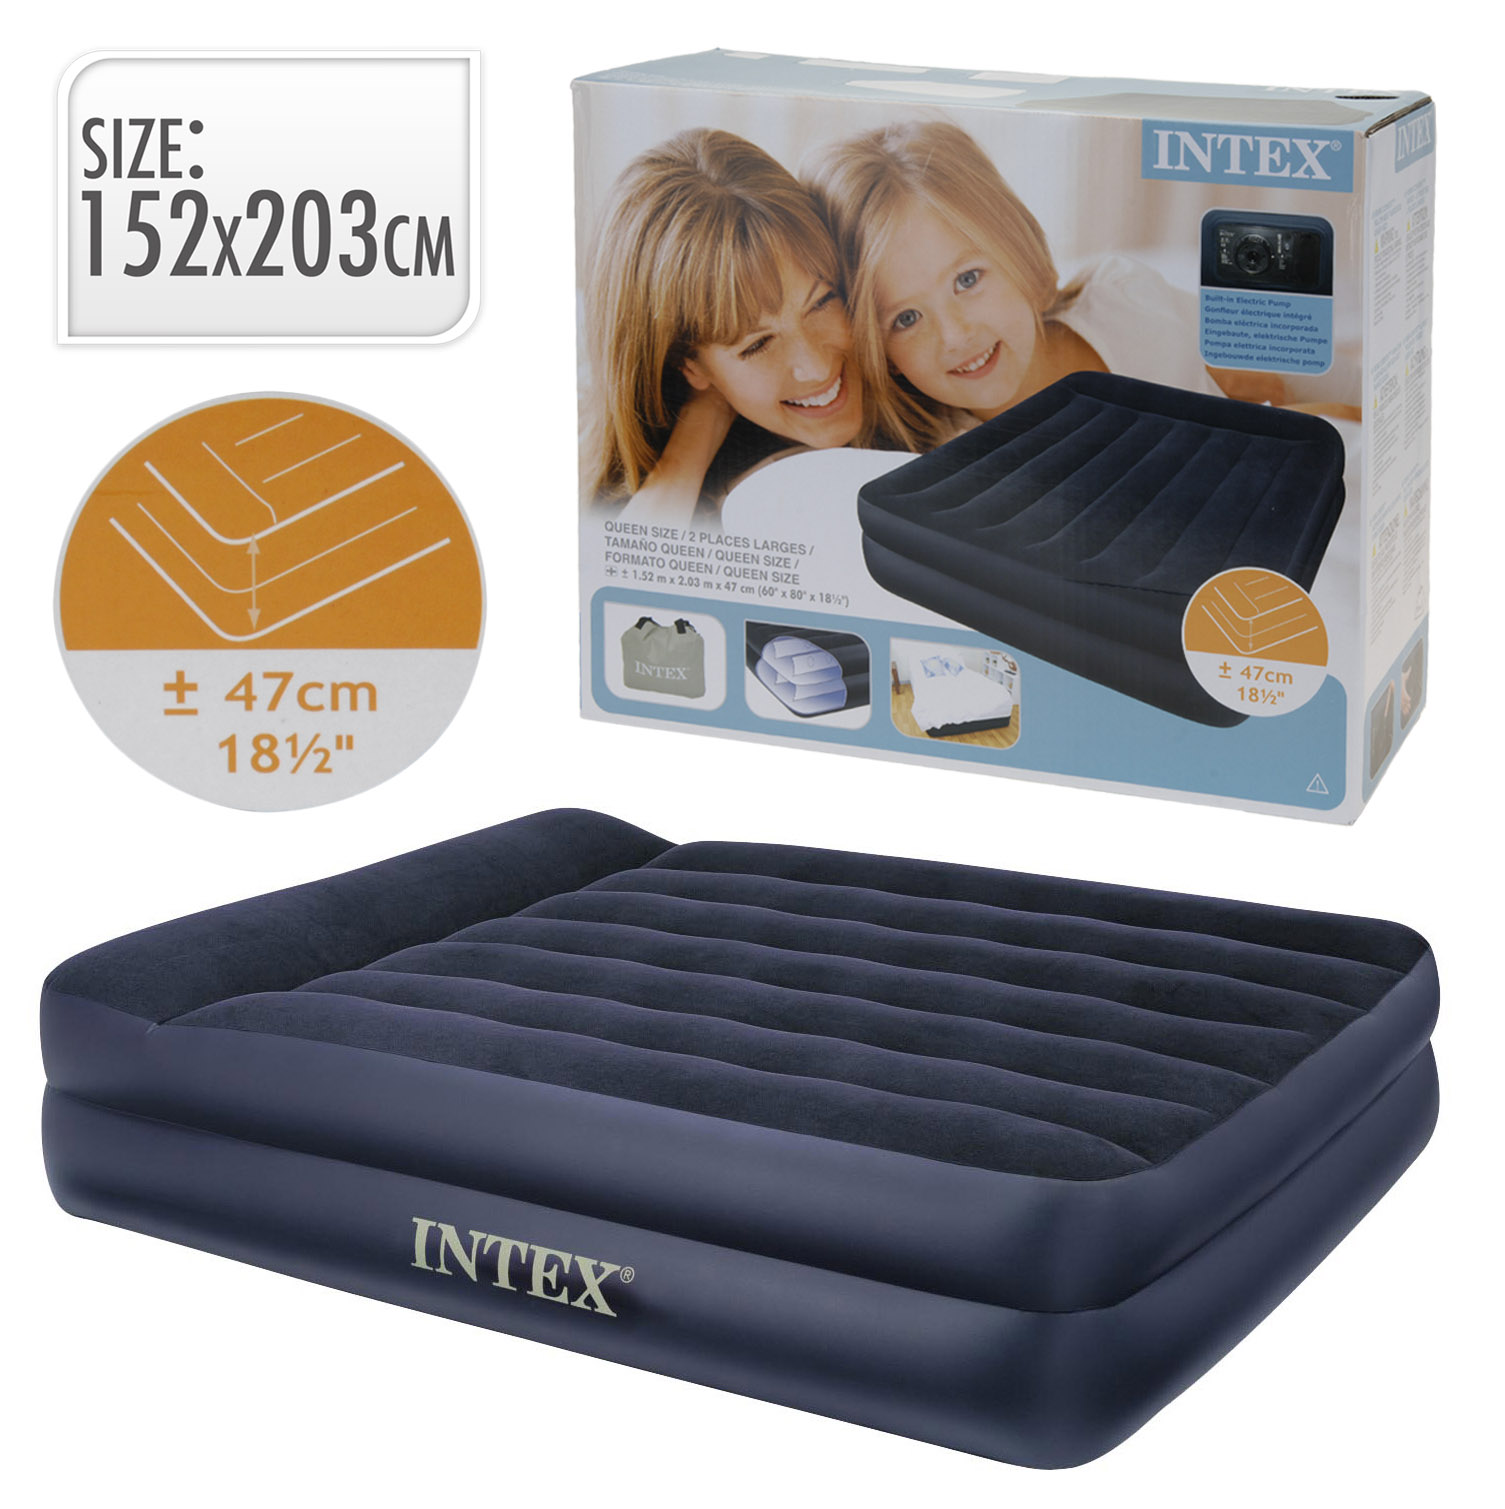 SIZE:
152x203CM
± 47cm
18½"
INTEX®
INTEX
Built-in Electric Pump
Gonfleur électrique intégré
Bomba eléctrica incorporada
Eingebaute, elektrische Pumpe
Pompa elettrica incorporata
Ingebouwde elektrische pomp
QUEEN SIZE / 2 PLACES LARGES /
TAMAÑO QUEEN / QUEEN SIZE /
FORMATO QUEEN / QUEEN SIZE
± 1.52 m x 2.03 m x 47 cm (60" x 80" x 18½")
INTEX
± 47cm
18½"
INTEX®